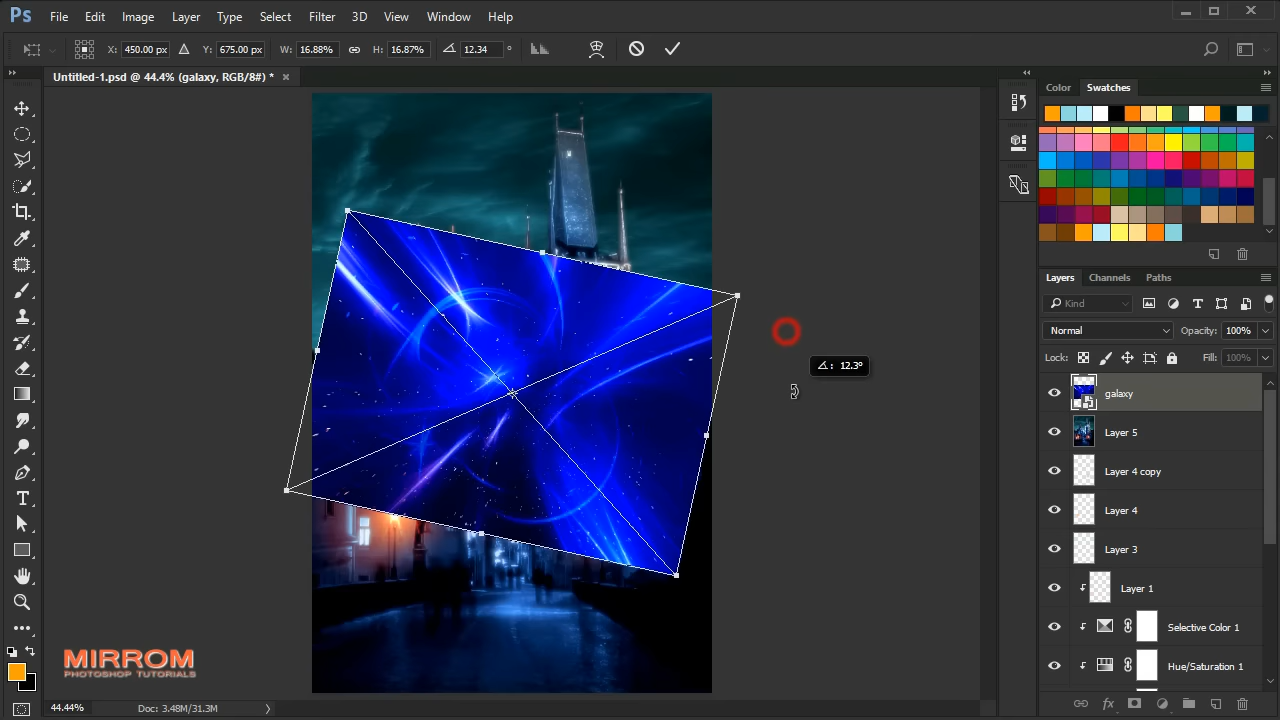 Ps File Edit Image Layer Type Select Filter 3D View Window Help
X: 450.00 px Y: 675.00 px W: 16.88% H: 16.87% 12.34 °
Untitled-1.psd @ 44.4% (galaxy, RGB/8#) * ×
Color Swatches
∡: 12.3°
Layers Channels Paths
Kind
Normal Opacity: 100%
Lock: Fill: 100%
galaxy
Layer 5
Layer 4 copy
Layer 4
Layer 3
Layer 1
Selective Color 1
Hue/Saturation 1
MIRROM
PHOTOSHOP TUTORIALS
44.44% Doc: 3.48M/31.3M
fx